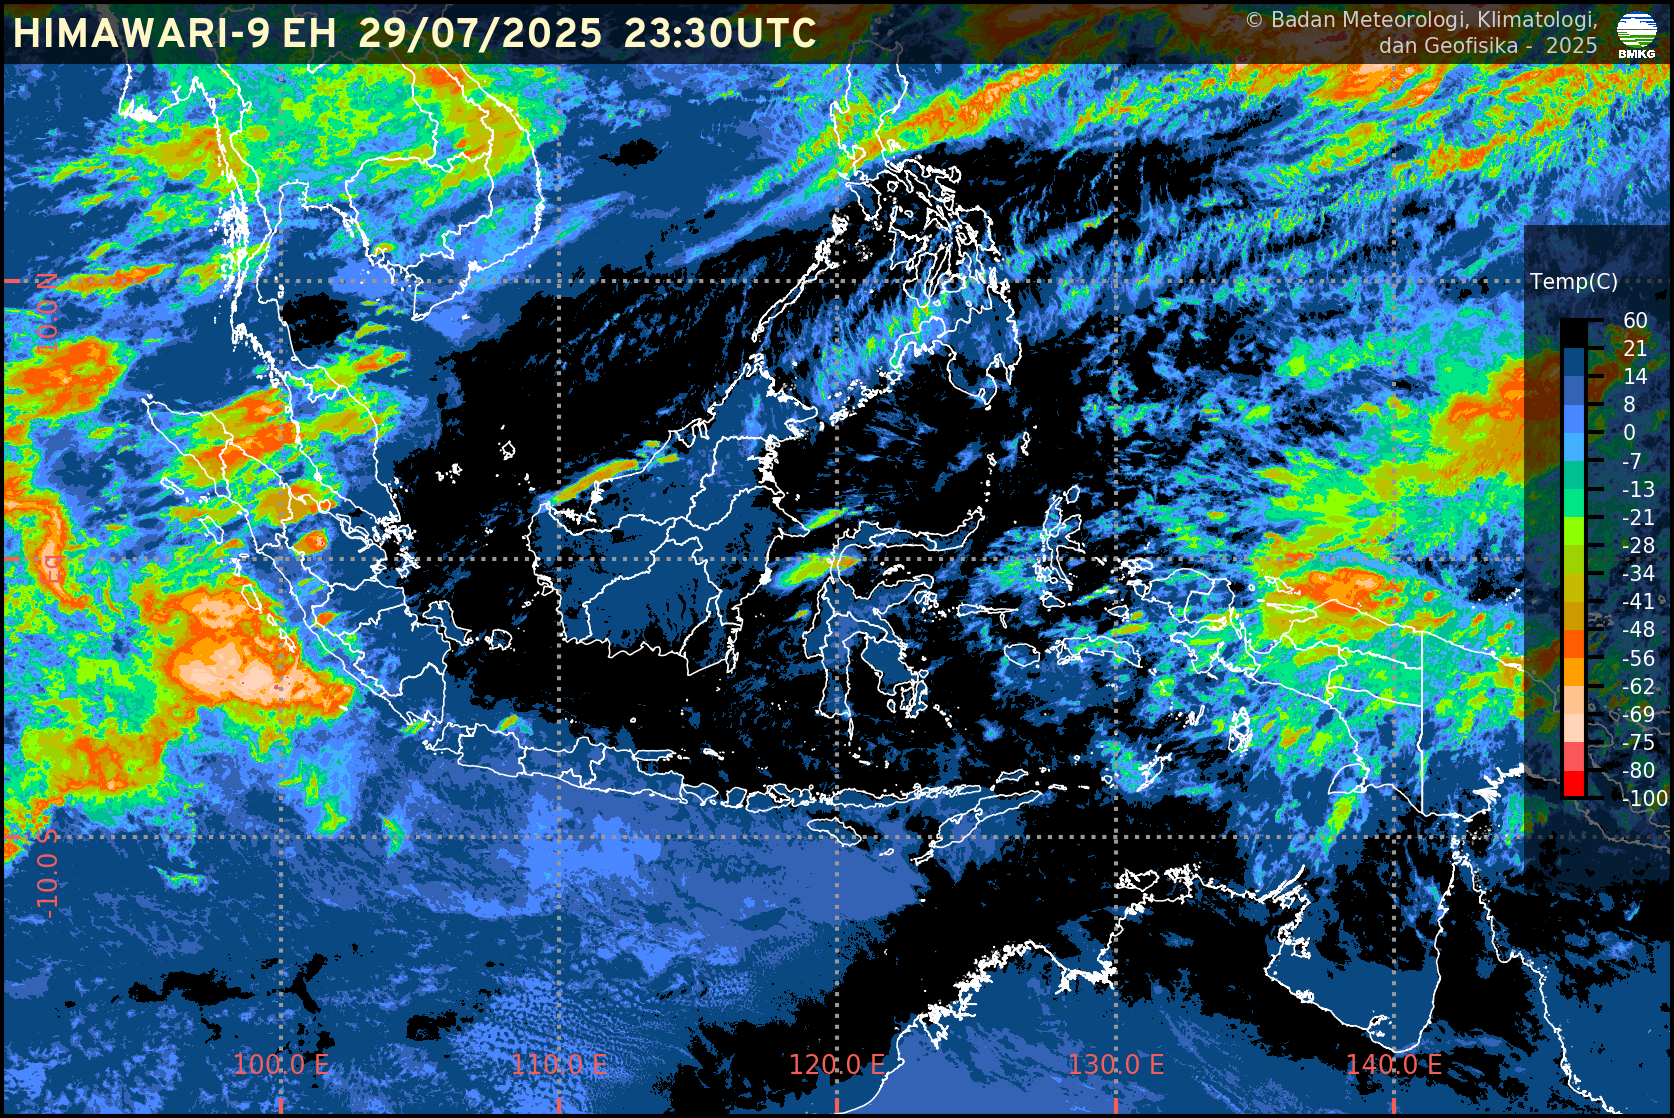 HIMAWARI-9 EH 29/07/2025 23:30UTC
© Badan Meteorologi, Klimatologi,
dan Geofisika - 2025
BMKG
10.0 N
Temp(C)
60
21
14
8
0
-7
-13
-21
-28
-34
-41
-48
-56
-62
-69
-75
-80
-100
EQ
-10.0 S
100.0 E
110.0 E
120.0 E
130.0 E
140.0 E